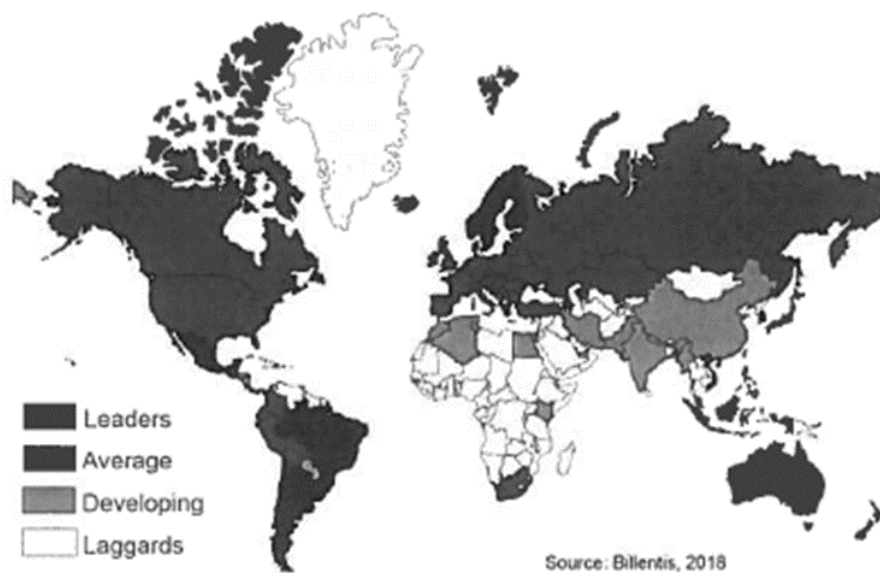 Leaders
Average
Developing
Laggards
Source: Billentis, 2018